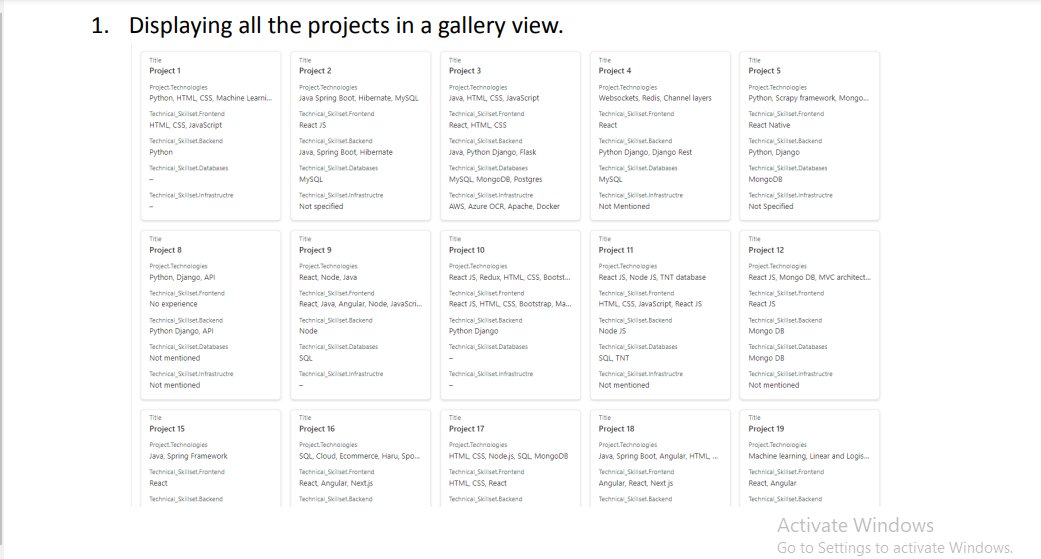 1. Displaying all the projects in a gallery view.
Title
Project 1
Project.Technologies
Python, HTML, CSS, Machine Learni...
Technical_Skillset.Frontend
HTML, CSS, JavaScript
Technical_Skillset.Backend
Python
Technical_Skillset.Databases
–
Technical_Skillset.Infrastructre
–
Title
Project 2
Project.Technologies
Java Spring Boot, Hibernate, MySQL
Technical_Skillset.Frontend
React JS
Technical_Skillset.Backend
Java, Spring Boot, Hibernate
Technical_Skillset.Databases
MySQL
Technical_Skillset.Infrastructre
Not specified
Title
Project 3
Project.Technologies
Java, HTML, CSS, JavaScript
Technical_Skillset.Frontend
React, HTML, CSS
Technical_Skillset.Backend
Java, Python Django, Flask
Technical_Skillset.Databases
MySQL, MongoDB, Postgres
Technical_Skillset.Infrastructre
AWS, Azure OCR, Apache, Docker
Title
Project 4
Project.Technologies
Websockets, Redis, Channel layers
Technical_Skillset.Frontend
React
Technical_Skillset.Backend
Python Django, Django Rest
Technical_Skillset.Databases
MySQL
Technical_Skillset.Infrastructre
Not Mentioned
Title
Project 5
Project.Technologies
Python, Scrapy framework, Mongo...
Technical_Skillset.Frontend
React Native
Technical_Skillset.Backend
Python, Django
Technical_Skillset.Databases
MongoDB
Technical_Skillset.Infrastructre
Not Specified
Title
Project 8
Project.Technologies
Python, Django, API
Technical_Skillset.Frontend
No experience
Technical_Skillset.Backend
Python Django, API
Technical_Skillset.Databases
Not mentioned
Technical_Skillset.Infrastructre
Not mentioned
Title
Project 9
Project.Technologies
React, Node, Java
Technical_Skillset.Frontend
React, Java, Angular, Node, JavaScri...
Technical_Skillset.Backend
Node
Technical_Skillset.Databases
SQL
Technical_Skillset.Infrastructre
–
Title
Project 10
Project.Technologies
React JS, Redux, HTML, CSS, Bootst...
Technical_Skillset.Frontend
React JS, HTML, CSS, Bootstrap, Ma...
Technical_Skillset.Backend
Python Django
Technical_Skillset.Databases
–
Technical_Skillset.Infrastructre
–
Title
Project 11
Project.Technologies
React JS, Node JS, TNT database
Technical_Skillset.Frontend
HTML, CSS, JavaScript, React JS
Technical_Skillset.Backend
Node JS
Technical_Skillset.Databases
SQL, TNT
Technical_Skillset.Infrastructre
Not mentioned
Title
Project 12
Project.Technologies
React JS, Mongo DB, MVC architect...
Technical_Skillset.Frontend
React JS
Technical_Skillset.Backend
Mongo DB
Technical_Skillset.Databases
Mongo DB
Technical_Skillset.Infrastructre
Not mentioned
Title
Project 15
Project.Technologies
Java, Spring Framework
Technical_Skillset.Frontend
React
Technical_Skillset.Backend
Title
Project 16
Project.Technologies
SQL, Cloud, Ecommerce, Haru, Spo...
Technical_Skillset.Frontend
React, Angular, Next.js
Technical_Skillset.Backend
Title
Project 17
Project.Technologies
HTML, CSS, Node.js, SQL, MongoDB
Technical_Skillset.Frontend
HTML, CSS, React
Technical_Skillset.Backend
Title
Project 18
Project.Technologies
Java, Spring Boot, Angular, HTML, ...
Technical_Skillset.Frontend
Angular, React, Next js
Technical_Skillset.Backend
Title
Project 19
Project.Technologies
Machine learning, Linear and Logis...
Technical_Skillset.Frontend
React, Angular
Technical_Skillset.Backend
Activate Windows
Go to Settings to activate Windows.